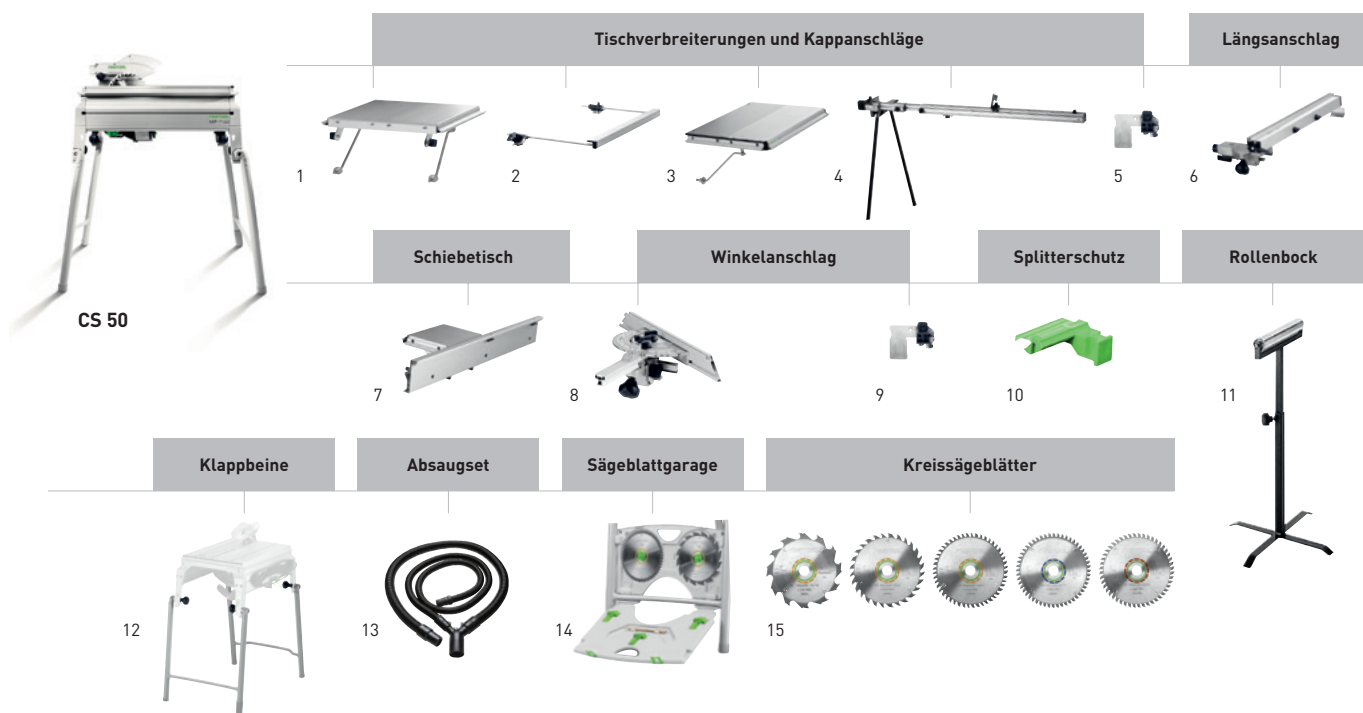 Tischverbreiterungen und Kappanschläge
Längsanschlag
1
2
3
4
5
6
CS 50
Schiebetisch
Winkelanschlag
Splitterschutz
Rollenbock
7
8
9
10
11
Klappbeine
Absaugset
Sägeblattgarage
Kreissägeblätter
12
13
14
15